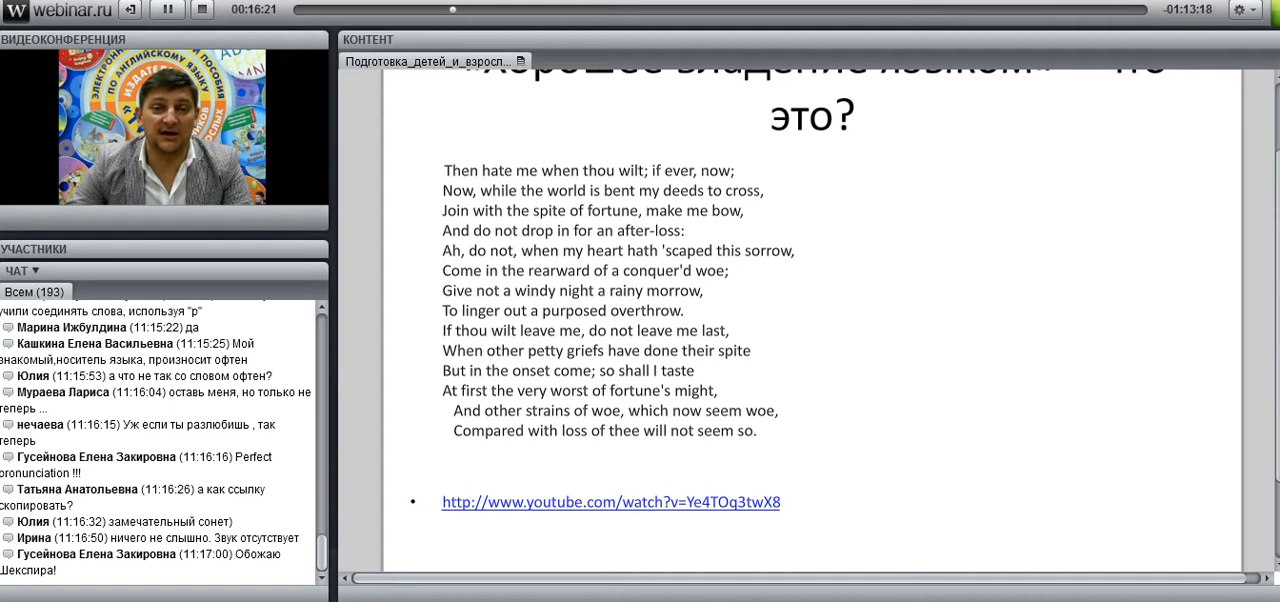 W webinar.ru
00:16:21
-01:13:18
ВИДЕОКОНФЕРЕНЦИЯ
ЭЛЕКТРОННЫЕ ПОСОБИЯ
ПО АНГЛИЙСКОМУ ЯЗЫКУ
УЧАСТНИКИ
ЧАТ ▼
Всем (193)
учили соединять слова, используя "р"
Марина Ижбулдина (11:15:22) да
Кашкина Елена Васильевна (11:15:25) Мой
знакомый,носитель языка, произносит офтен
Юлия (11:15:53) а что не так со словом офтен?
Мураева Лариса (11:16:04) оставь меня, но только не
теперь ...
нечаева (11:16:15) Уж если ты разлюбишь , так
теперь
Гусейнова Елена Закировна (11:16:16) Perfect
pronunciation !!!
Татьяна Анатольевна (11:16:26) а как ссылку
скопировать?
Юлия (11:16:32) замечательный сонет)
Ирина (11:16:50) ничего не слышно. Звук отсутствует
Гусейнова Елена Закировна (11:17:00) Обожаю
Шекспира!
КОНТЕНТ
Подготовка_детей_и_взросл...
«Хорошее владение языком» – что
это?
Then hate me when thou wilt; if ever, now;
Now, while the world is bent my deeds to cross,
Join with the spite of fortune, make me bow,
And do not drop in for an after-loss:
Ah, do not, when my heart hath 'scaped this sorrow,
Come in the rearward of a conquer'd woe;
Give not a windy night a rainy morrow,
To linger out a purposed overthrow.
If thou wilt leave me, do not leave me last,
When other petty griefs have done their spite
But in the onset come; so shall I taste
At first the very worst of fortune's might,
And other strains of woe, which now seem woe,
Compared with loss of thee will not seem so.
• http://www.youtube.com/watch?v=Ye4TOq3twX8